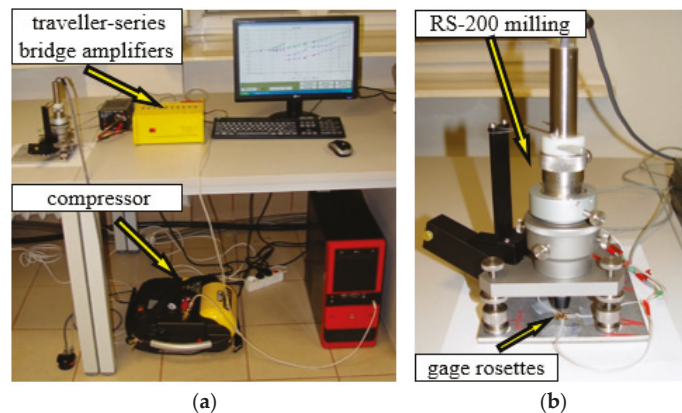 traveller-series
bridge amplifiers
compressor
RS-200 milling
gage rosettes
(a)
(b)